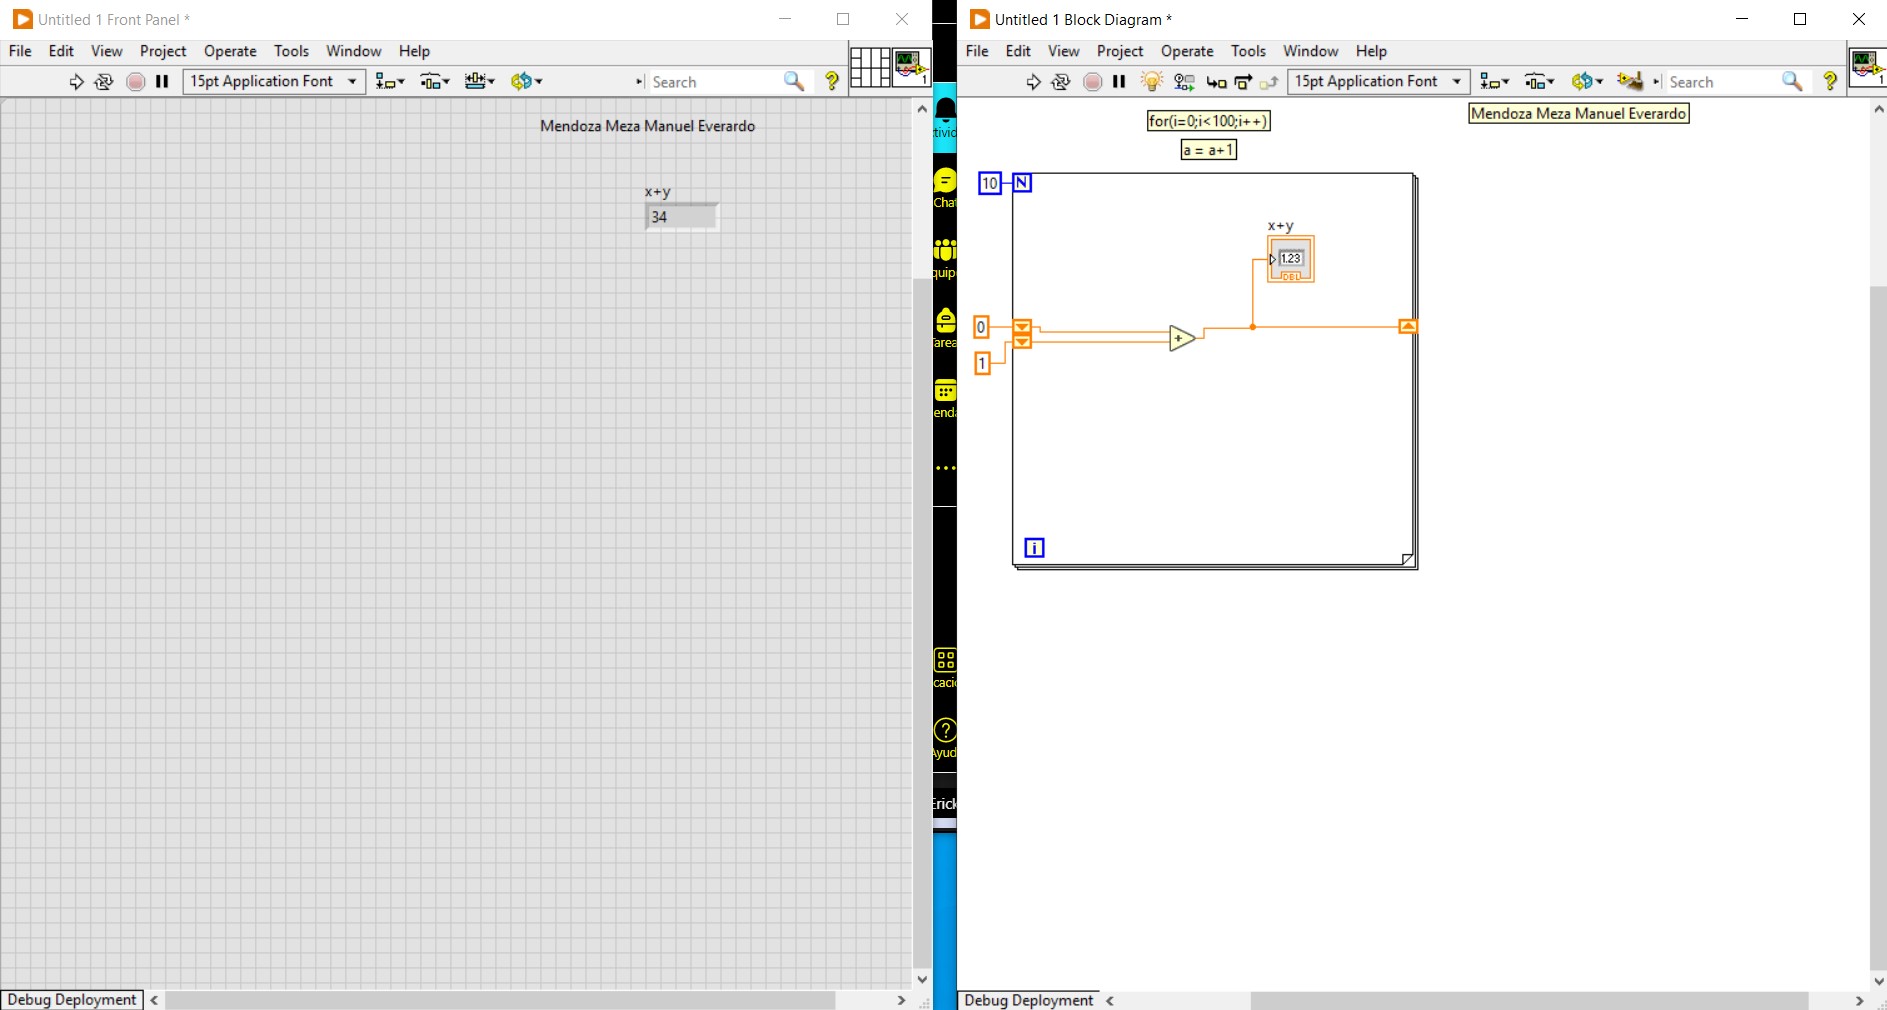 Untitled 1 Front Panel *
File Edit View Project Operate Tools Window Help
15pt Application Font
Search
?
1
Mendoza Meza Manuel Everardo
x+y
34
Debug Deployment
ctivid
Chat
quip
area
enda
...
caci
?
Ayud
Erick
Untitled 1 Block Diagram *
File Edit View Project Operate Tools Window Help
15pt Application Font
Search
?
1
for(i=0;i<100;i++)
Mendoza Meza Manuel Everardo
a = a+1
10
N
x+y
1.23
DBL
0
+
1
i
Debug Deployment